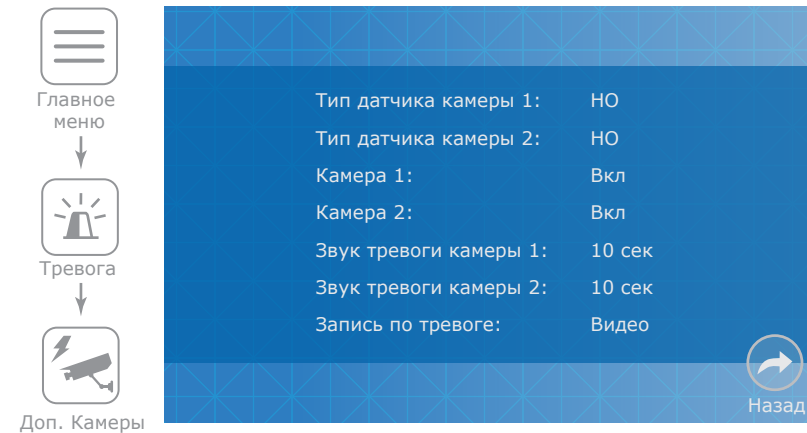 Главное
меню
Тревога
Доп. Камеры
Тип датчика камеры 1: НО
Тип датчика камеры 2: НО
Камера 1: Вкл
Камера 2: Вкл
Звук тревоги камеры 1: 10 сек
Звук тревоги камеры 2: 10 сек
Запись по тревоге: Видео
Назад